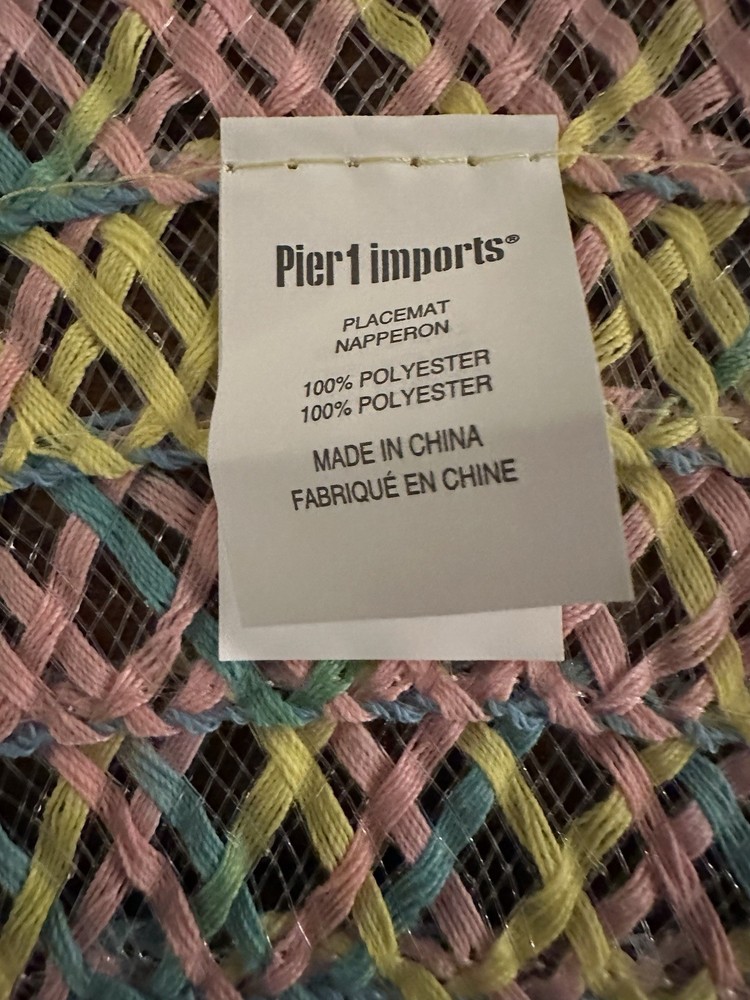 Pier1 imports®
PLACEMAT
NAPPERON
100% POLYESTER
100% POLYESTER
MADE IN CHINA
FABRIQUÉ EN CHINE